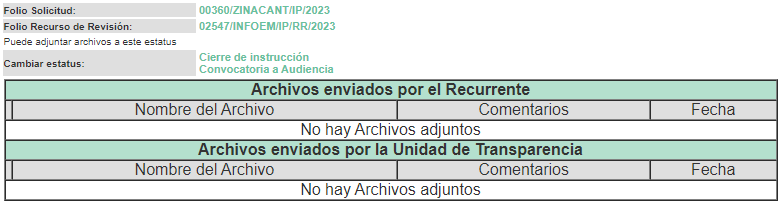 Folio Solicitud: 00360/ZINACANT/IP/2023
Folio Recurso de Revisión: 02547/INFOEM/IP/RR/2023
Puede adjuntar archivos a este estatus
Cambiar estatus: Cierre de instrucción
Convocatoria a Audiencia
Archivos enviados por el Recurrente
Nombre del Archivo Comentarios Fecha
No hay Archivos adjuntos
Archivos enviados por la Unidad de Transparencia
Nombre del Archivo Comentarios Fecha
No hay Archivos adjuntos